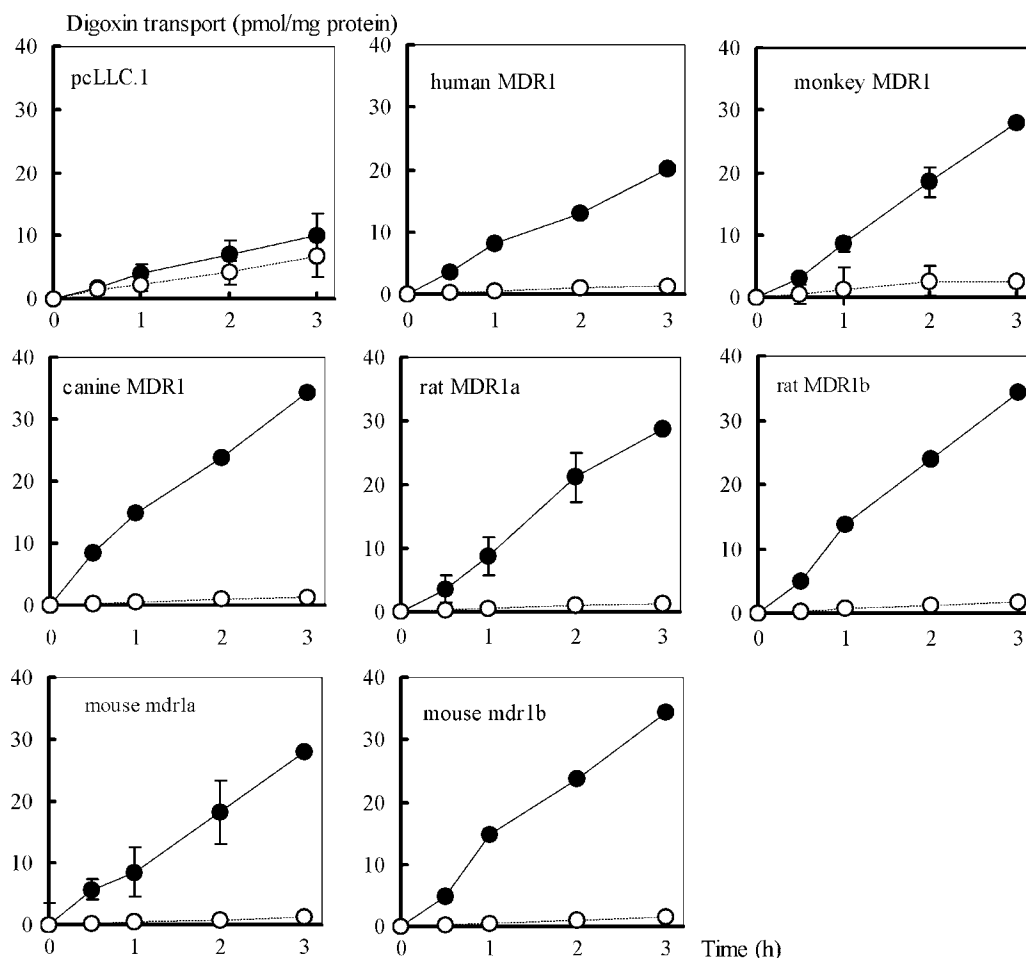 Digoxin transport (pmol/mg protein)
40
30
20
10
0
pcLLC.1
0 1 2 3
40
30
20
10
0
human MDR1
0 1 2 3
40
30
20
10
0
monkey MDR1
0 1 2 3
40
30
20
10
0
canine MDR1
0 1 2 3
40
30
20
10
0
rat MDR1a
0 1 2 3
40
30
20
10
0
rat MDR1b
0 1 2 3
40
30
20
10
0
mouse mdr1a
0 1 2 3
40
30
20
10
0
mouse mdr1b
0 1 2 3
Time (h)